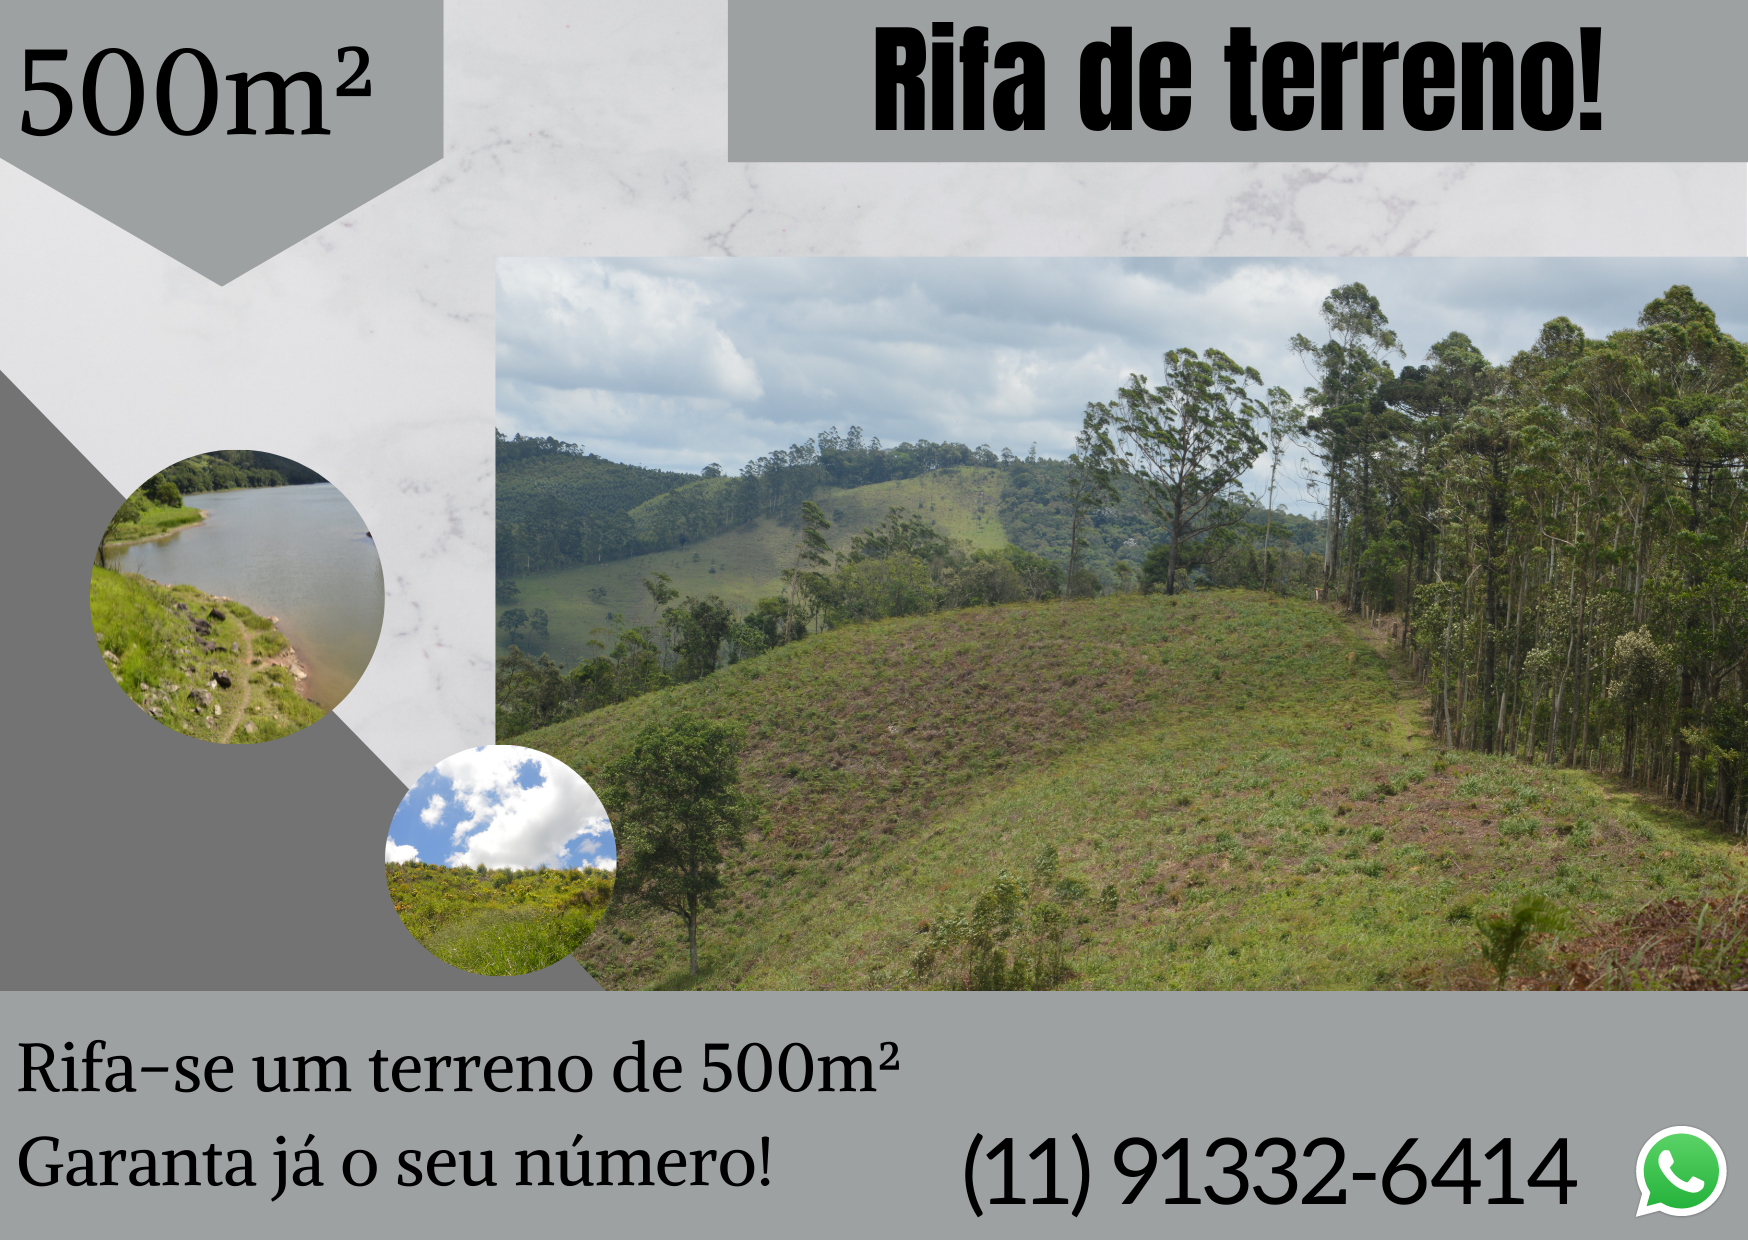 500m²
Rifa de terreno!
Rifa-se um terreno de 500m²
Garanta já o seu número!
(11) 91332-6414